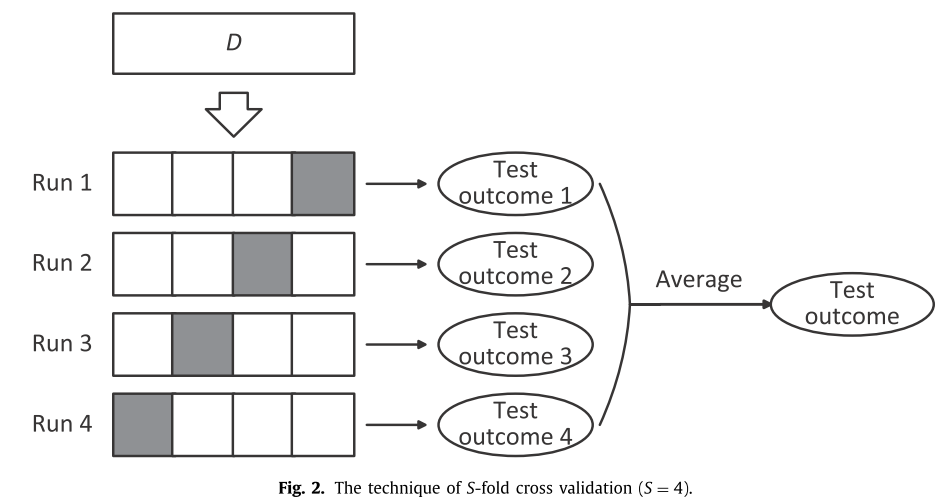 D
Run 1
Test
outcome 1
Run 2
Test
outcome 2
Run 3
Test
outcome 3
Run 4
Test
outcome 4
Average
Test
outcome
Fig. 2. The technique of S-fold cross validation (S = 4).